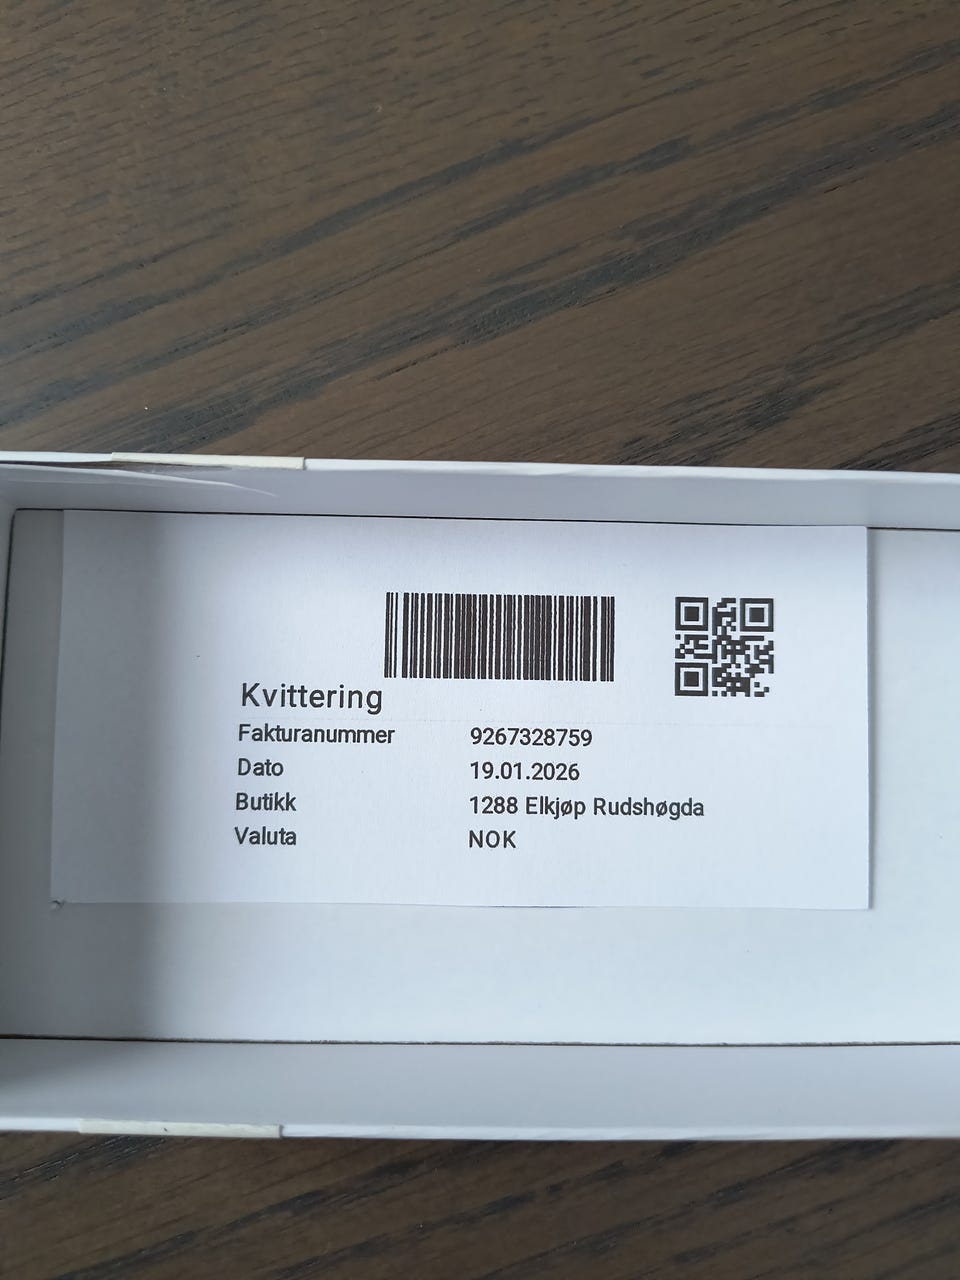 Kvittering
Fakturanummer 9267328759
Dato 19.01.2026
Butikk 1288 Elkjøp Rudshøgda
Valuta NOK